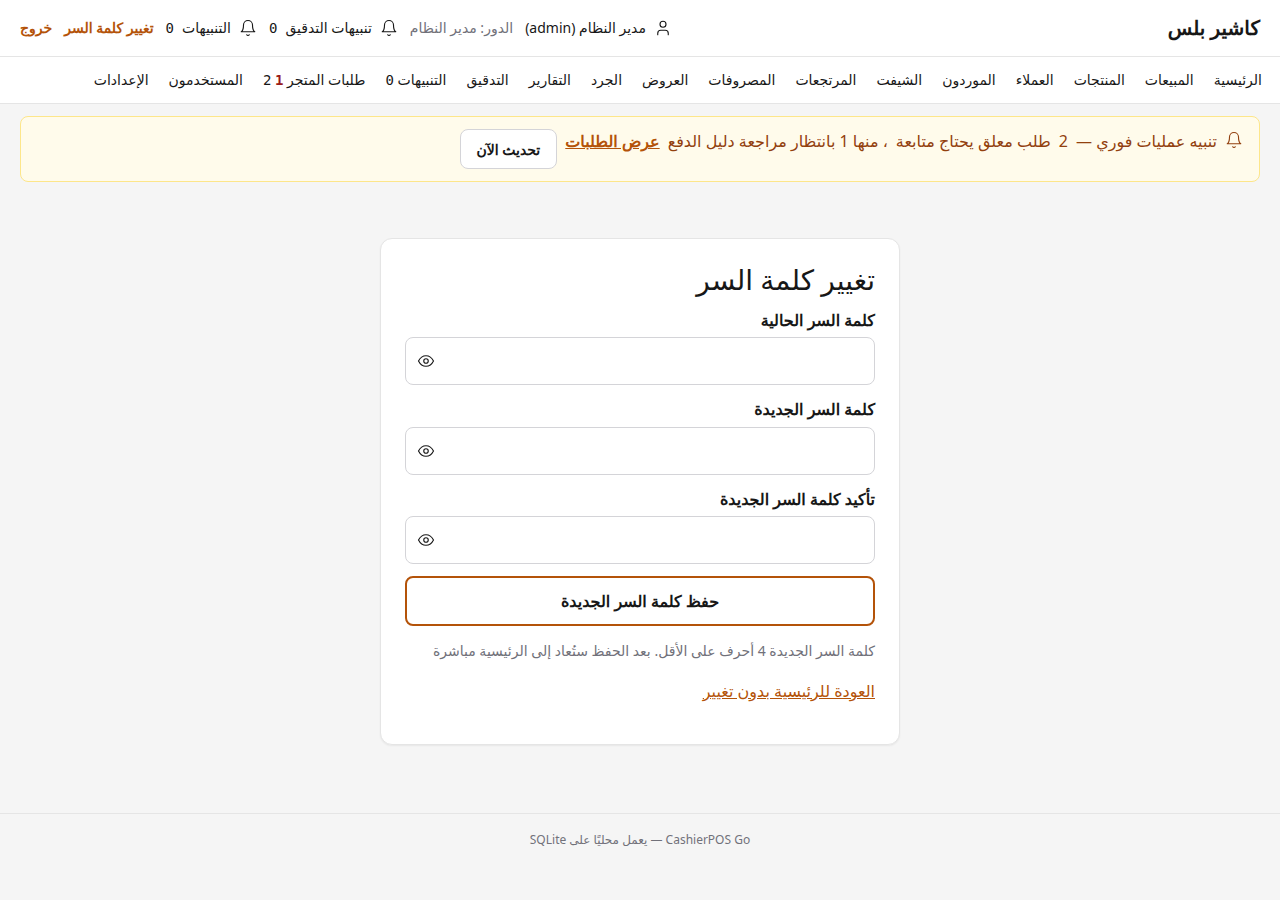 كاشير بلس
مدير النظام (admin) الدور: مدير النظام تنبيهات التدقيق 0 التنبيهات 0 تغيير كلمة السر خروج
الرئيسية المبيعات المنتجات العملاء الموردون الشيفت المرتجعات المصروفات العروض الجرد التقارير التدقيق التنبيهات 0 طلبات المتجر 1 2 المستخدمون الإعدادات
تنبيه عمليات فوري — 2 طلب معلق يحتاج متابعة ، منها 1 بانتظار مراجعة دليل الدفع عرض الطلبات تحديث الآن
تغيير كلمة السر
كلمة السر الحالية
كلمة السر الجديدة
تأكيد كلمة السر الجديدة
حفظ كلمة السر الجديدة
كلمة السر الجديدة 4 أحرف على الأقل. بعد الحفظ ستُعاد إلى الرئيسية مباشرة
العودة للرئيسية بدون تغيير
CashierPOS Go — يعمل محليًا على SQLite